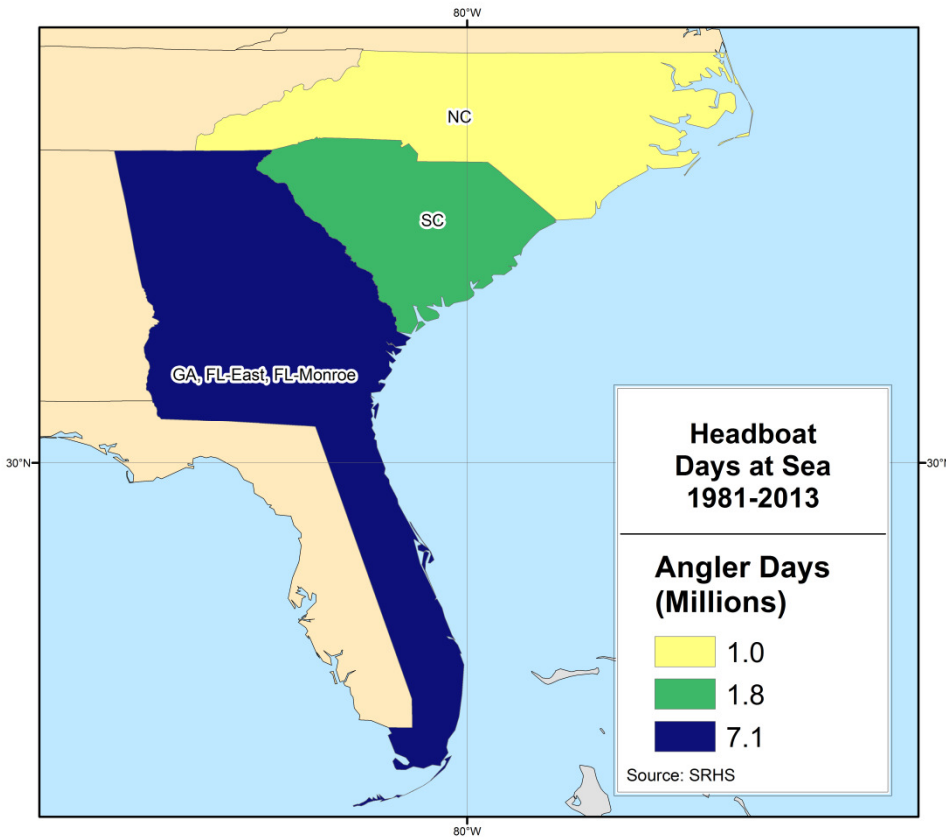 80°W
NC
SC
GA, FL-East, FL-Monroe
30°N
30°N
Headboat
Days at Sea
1981-2013
Angler Days
(Millions)
1.0
1.8
7.1
Source: SRHS
80°W